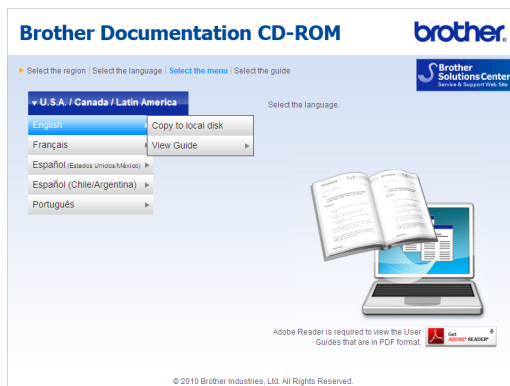 Brother Documentation CD-ROM
brother
Select the region | Select the language | Select the menu | Select the guide
Brother
Solutions Center
Service & Support Web Site
U.S.A. / Canada / Latin America
Select the language.
English
Copy to local disk
Français
View Guide
Español (Estados Unidos/México)
Español (Chile/Argentina)
Português
Adobe Reader is required to view the User
Guides that are in PDF format.
Get
ADOBE® READER®
© 2010 Brother Industries, Ltd. All Rights Reserved.